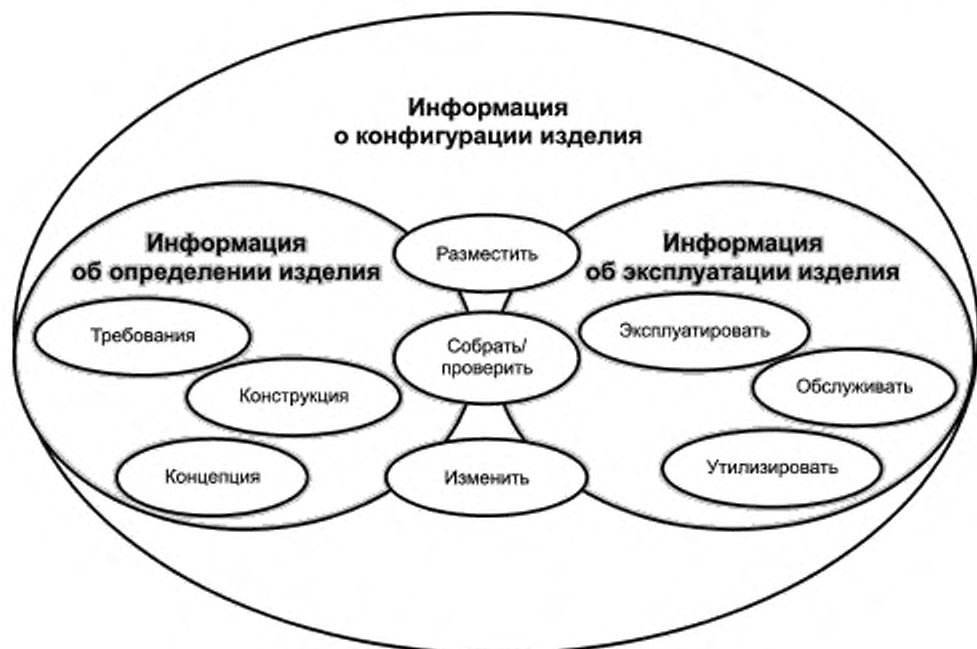 Информация
о конфигурации изделия
Информация
об определении изделия
Требования
Конструкция
Концепция
Разместить
Собрать/
проверить
Изменить
Информация
об эксплуатации изделия
Эксплуатировать
Обслуживать
Утилизировать